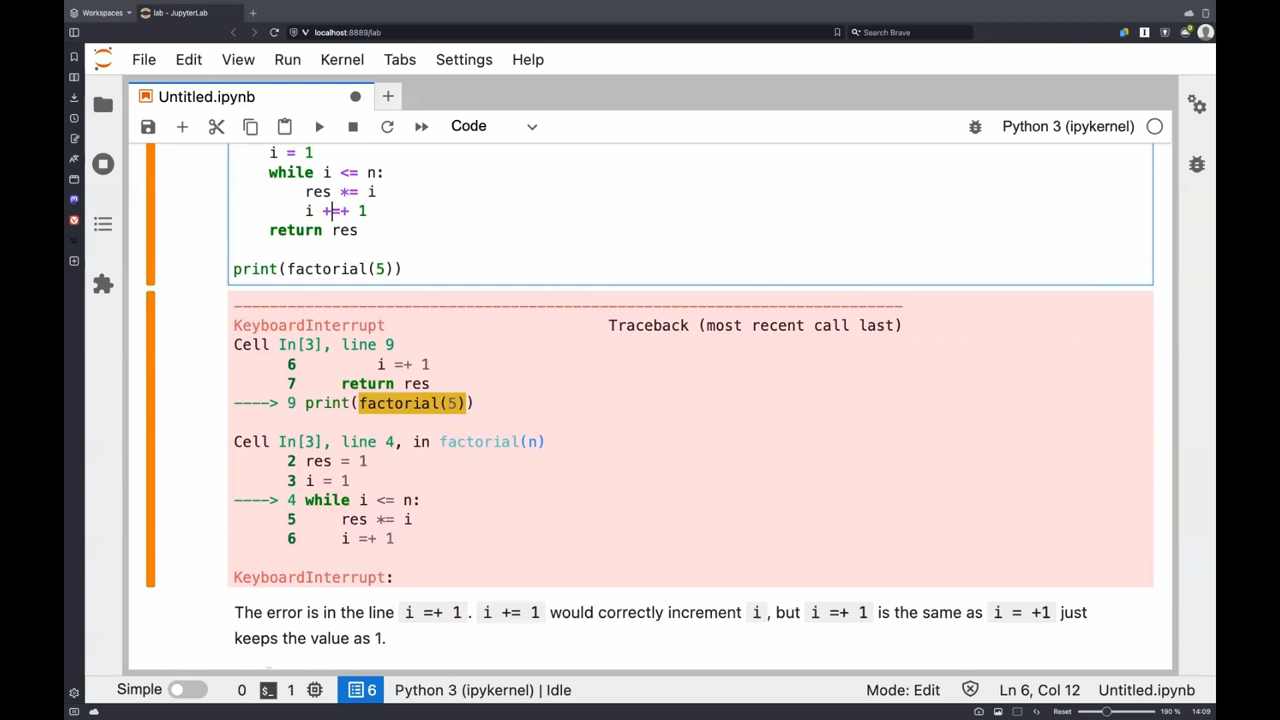 Workspaces
lab - JupyterLab
localhost:8889/lab
Search Brave
File Edit View Run Kernel Tabs Settings Help
Untitled.ipynb
Code
Python 3 (ipykernel)
i = 1
while i <= n:
res *= i
i +=+ 1
return res
print(factorial(5))
---------------------------------------------------------------------------
KeyboardInterrupt Traceback (most recent call last)
Cell In[3], line 9
6 i =+ 1
7 return res
----> 9 print(factorial(5))
Cell In[3], line 4, in factorial(n)
2 res = 1
3 i = 1
----> 4 while i <= n:
5 res *= i
6 i =+ 1
KeyboardInterrupt:
The error is in the line i =+ 1. i += 1 would correctly increment i, but i =+ 1 is the same as i = +1 just
keeps the value as 1.
Simple 0 1 6 Python 3 (ipykernel) | Idle Mode: Edit Ln 6, Col 12 Untitled.ipynb
Reset 190 % 14:09